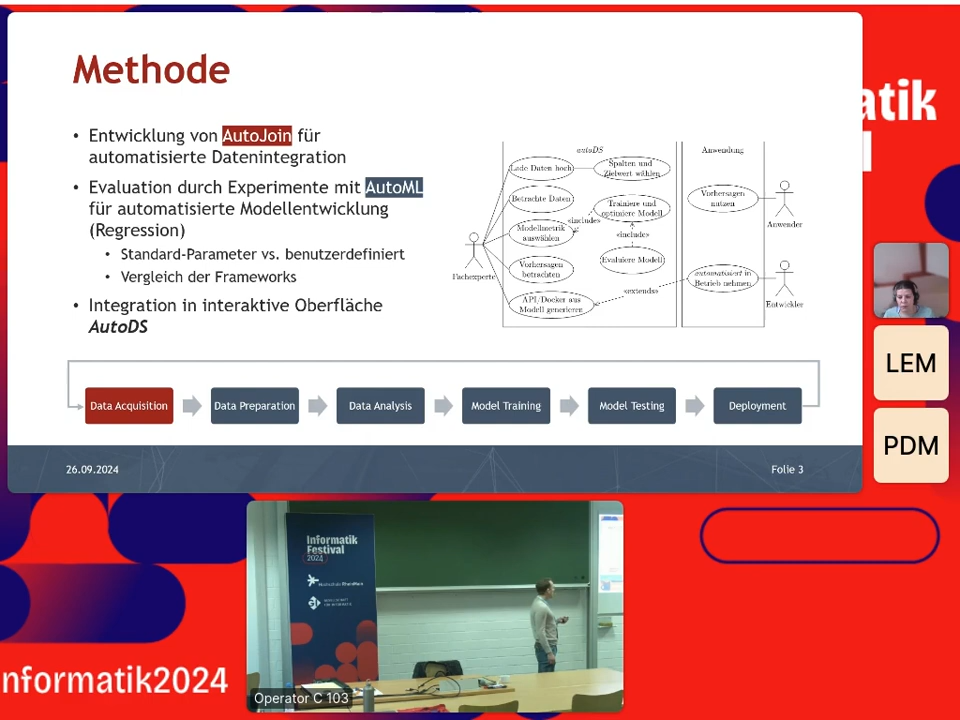 Methode
• Entwicklung von AutoJoin für
automatisierte Datenintegration
• Evaluation durch Experimente mit AutoML
für automatisierte Modellentwicklung
(Regression)
• Standard-Parameter vs. benutzerdefiniert
• Vergleich der Frameworks
• Integration in interaktive Oberfläche
AutoDS
autoDS
Lade Daten hoch
Spalten und
Zielwert wählen
Betrachte Daten
Trainiere und
optimiere Modell
«include»
Modellmetrik
auswählen
«include»
Evaluiere Modell
Vorhersagen
betrachten
«extends»
API/Docker aus
Modell generieren
Fachexperte
Anwendung
Vorhersagen
nutzen
Anwender
automatisiert in
Betrieb nehmen
Entwickler
Data Acquisition
Data Preparation
Data Analysis
Model Training
Model Testing
Deployment
26.09.2024
Folie 3
atik
LEM
PDM
Informatik
Festival
2024
Hochschule RheinMain
nformatik2024
Operator C 103